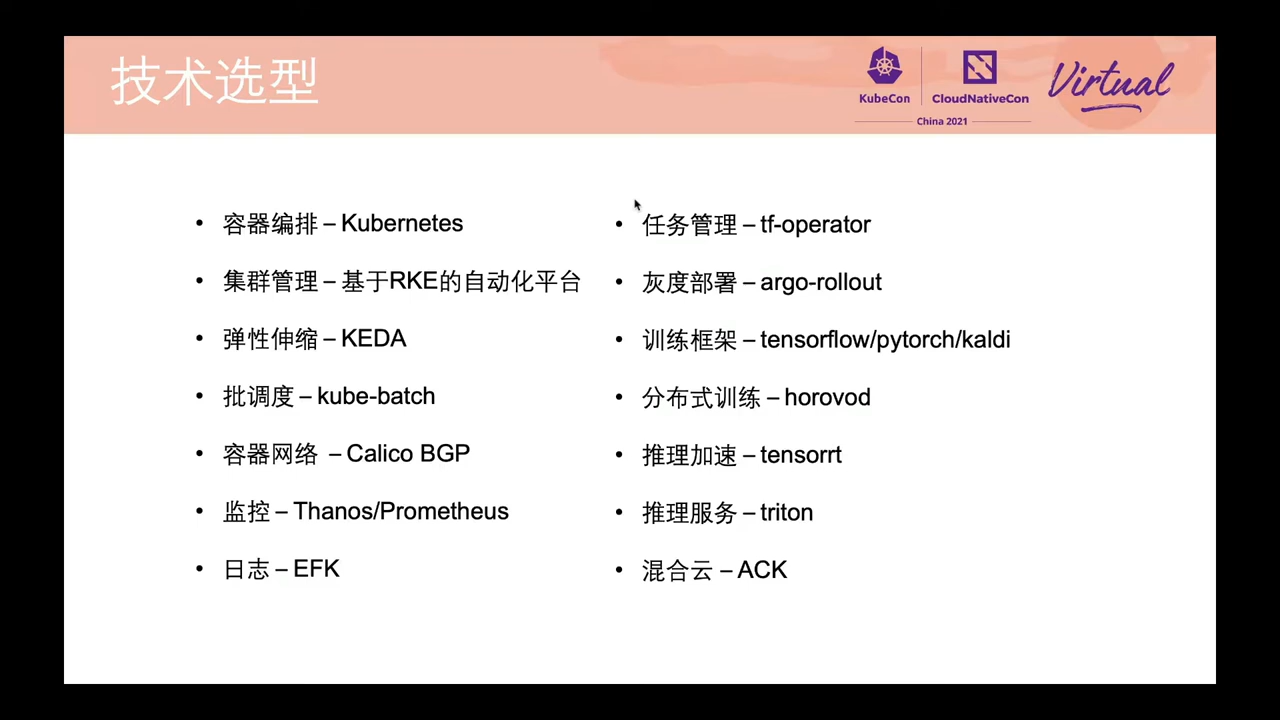 技术选型
KubeCon
CloudNativeCon
China 2021
Virtual
• 容器编排 – Kubernetes
• 集群管理 – 基于RKE的自动化平台
• 弹性伸缩 – KEDA
• 批调度 – kube-batch
• 容器网络 – Calico BGP
• 监控 – Thanos/Prometheus
• 日志 – EFK
• 任务管理 – tf-operator
• 灰度部署 – argo-rollout
• 训练框架 – tensorflow/pytorch/kaldi
• 分布式训练 – horovod
• 推理加速 – tensorrt
• 推理服务 – triton
• 混合云 – ACK